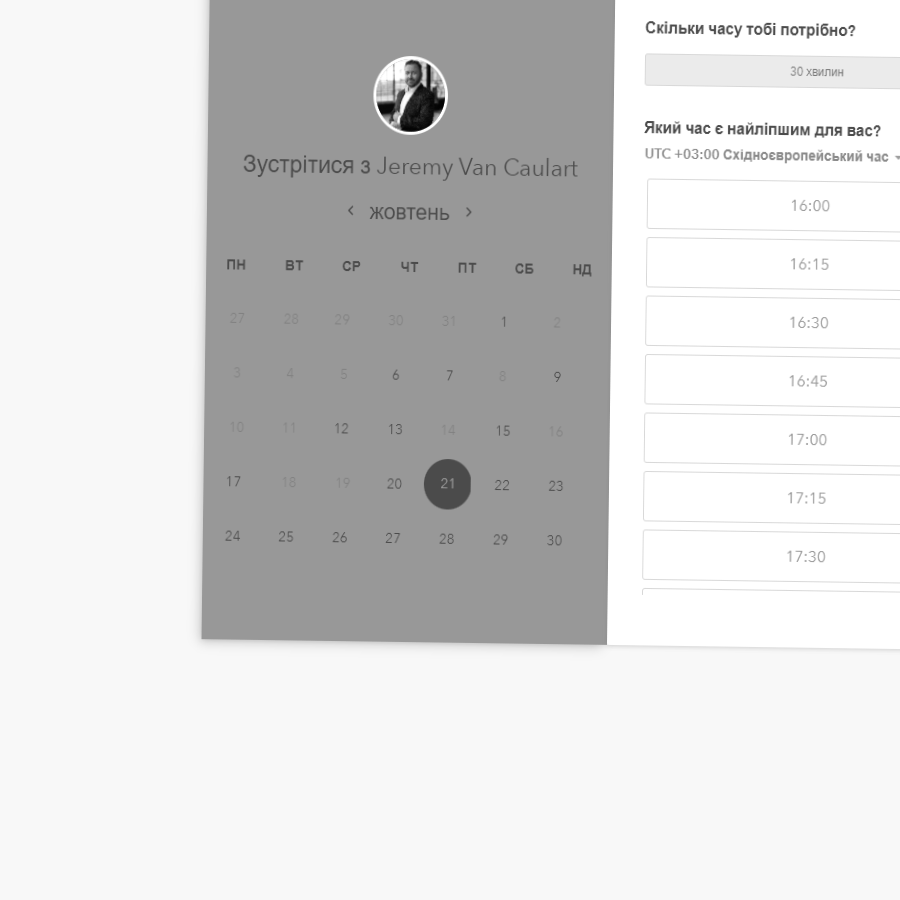 Зустрітися з Jeremy Van Caulart
жовтень
ПН ВТ СР ЧТ ПТ СБ НД
27 28 29 30 31 1 2
3 4 5 6 7 8 9
10 11 12 13 14 15 16
17 18 19 20 21 22 23
24 25 26 27 28 29 30
Скільки часу тобі потрібно?
30 хвилин
Який час є найліпшим для вас?
UTC +03:00 Східноєвропейський час
16:00
16:15
16:30
16:45
17:00
17:15
17:30